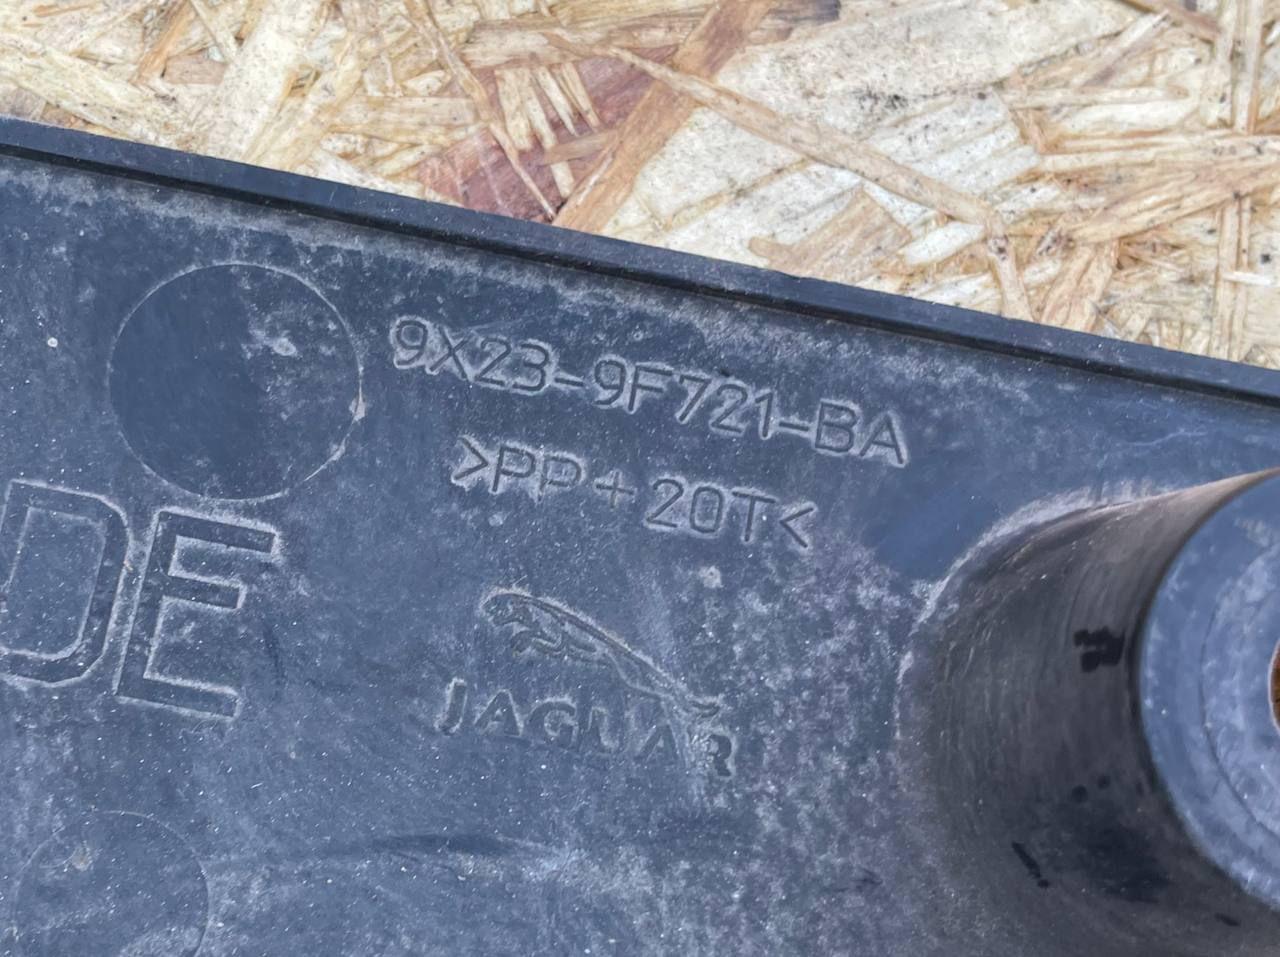 9X23-9F721-BA
>PP+20T<
DE
JAGUAR